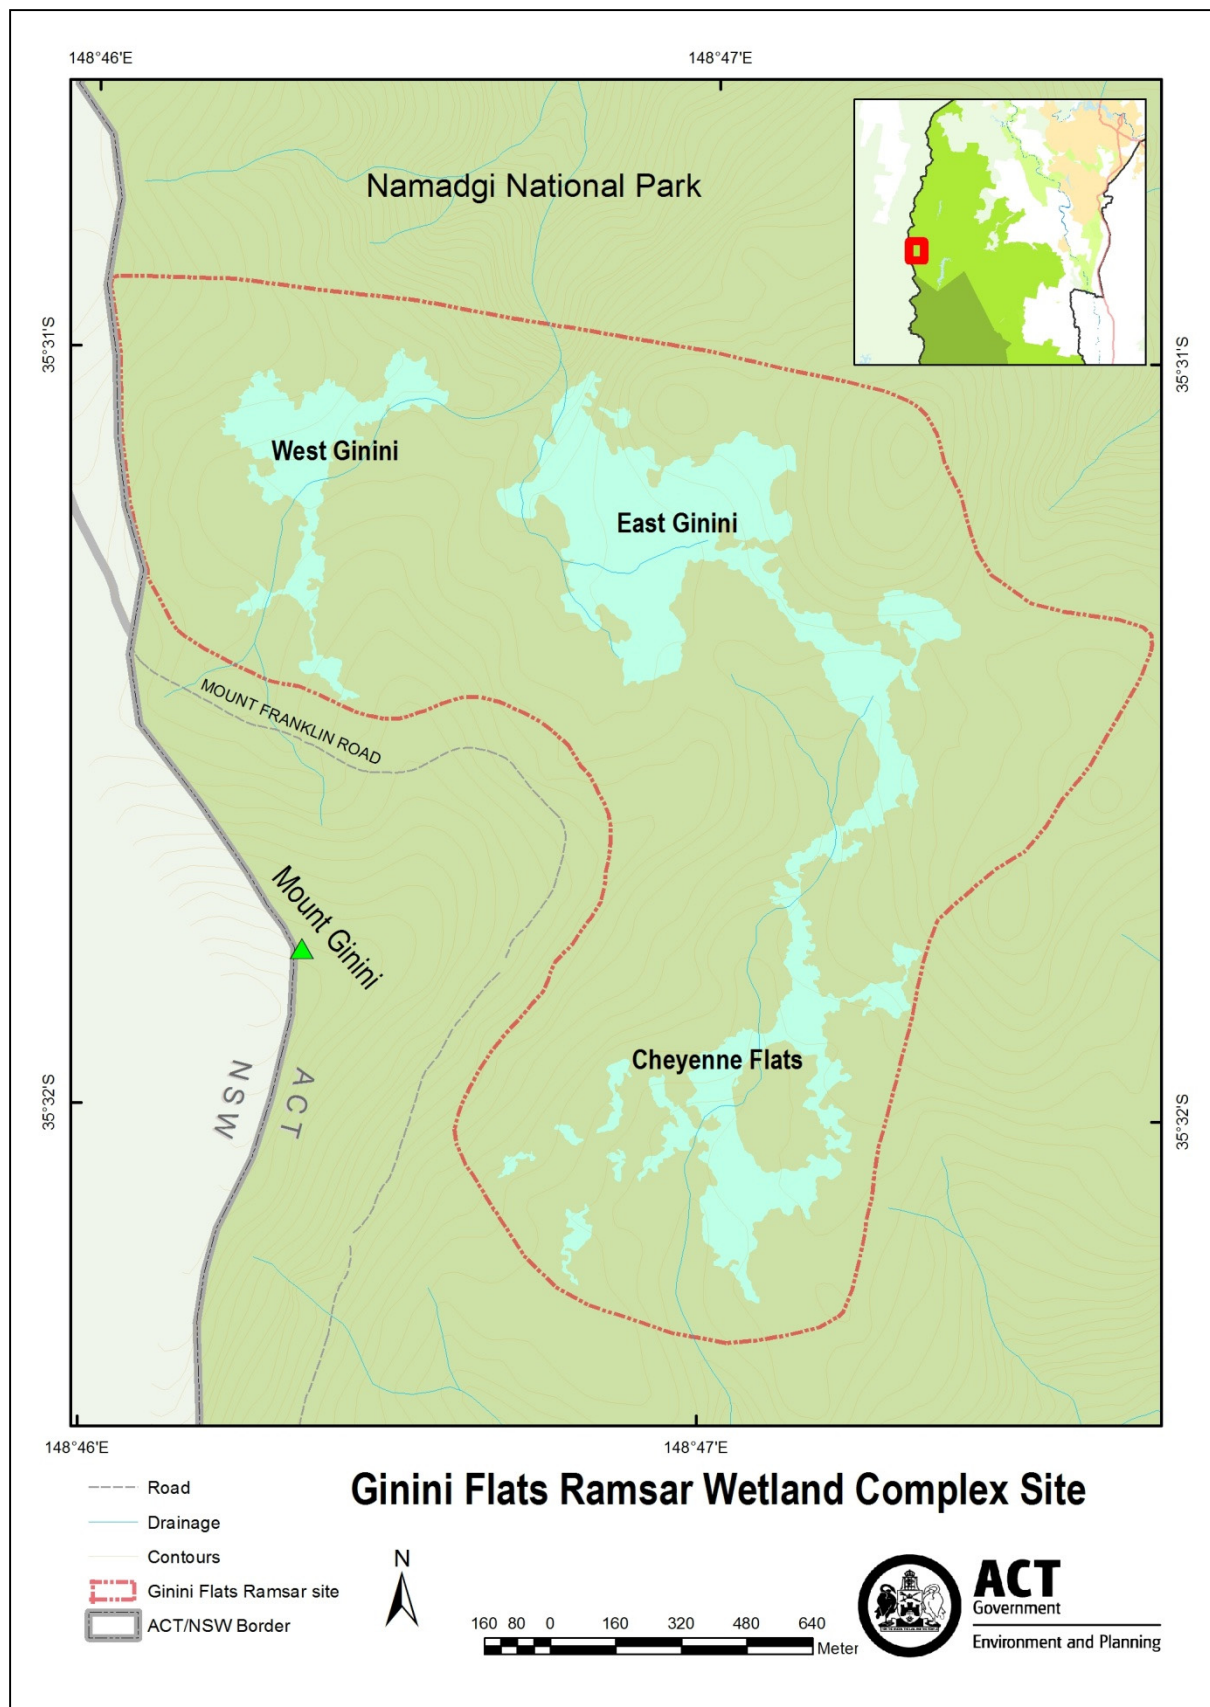 148°46'E
148°47'E
Namadgi National Park
35°31'S
35°31'S
West Ginini
East Ginini
MOUNT FRANKLIN ROAD
Mount Ginini
Cheyenne Flats
NSW
ACT
35°32'S
35°32'S
148°46'E
148°47'E
Ginini Flats Ramsar Wetland Complex Site
Road
Drainage
Contours
Ginini Flats Ramsar site
ACT/NSW Border
N
160 80 0 160 320 480 640
Meter
ACT
Government
Environment and Planning